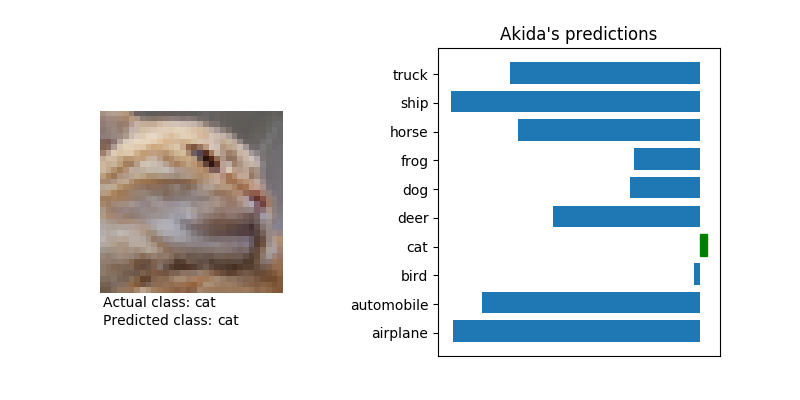 Akida's predictions
truck
ship
horse
frog
dog
deer
cat
bird
automobile
airplane
Actual class: cat
Predicted class: cat